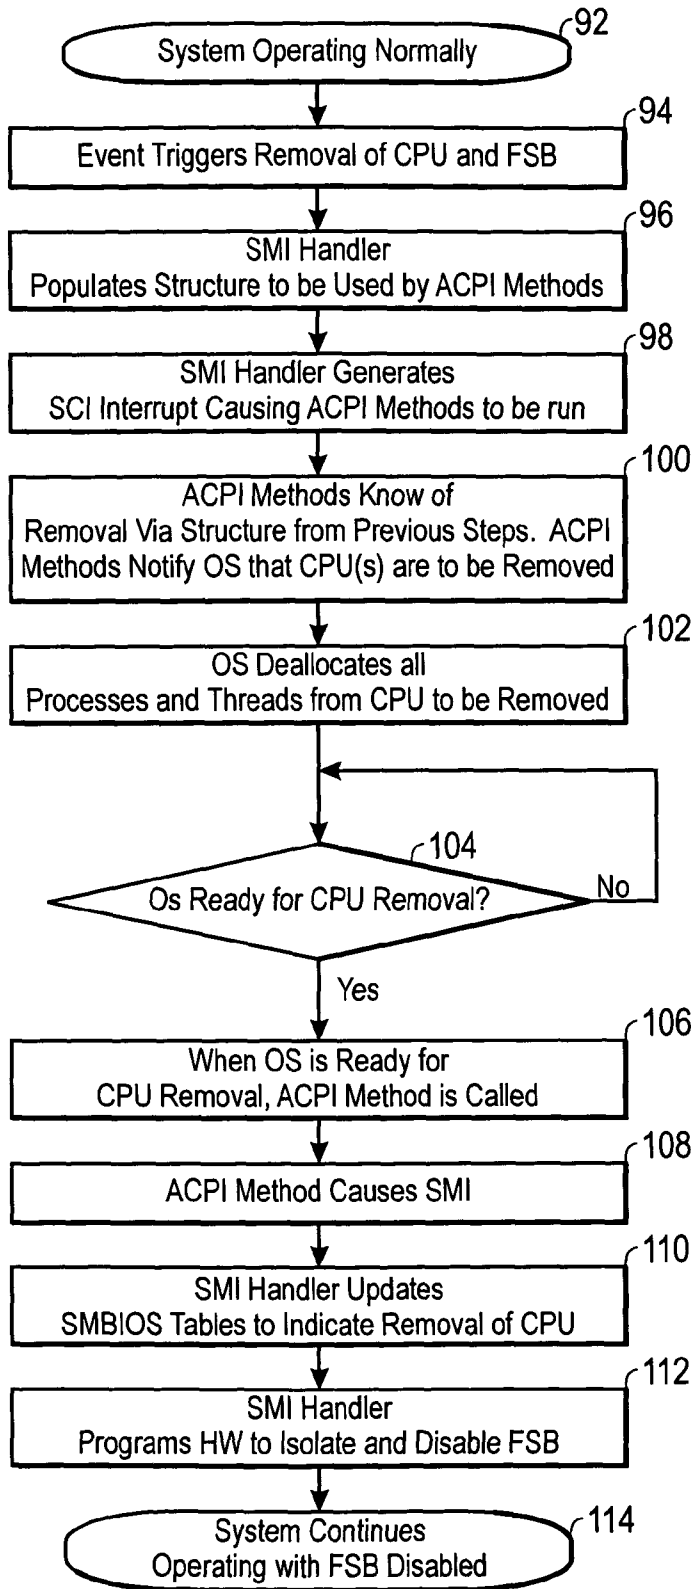 92
System Operating Normally
94
Event Triggers Removal of CPU and FSB
96
SMI Handler
Populates Structure to be Used by ACPI Methods
98
SMI Handler Generates
SCI Interrupt Causing ACPI Methods to be run
100
ACPI Methods Know of
Removal Via Structure from Previous Steps. ACPI
Methods Notify OS that CPU(s) are to be Removed
102
OS Deallocates all
Processes and Threads from CPU to be Removed
104
Os Ready for CPU Removal?
No
Yes
106
When OS is Ready for
CPU Removal, ACPI Method is Called
108
ACPI Method Causes SMI
110
SMI Handler Updates
SMBIOS Tables to Indicate Removal of CPU
112
SMI Handler
Programs HW to Isolate and Disable FSB
114
System Continues
Operating with FSB Disabled